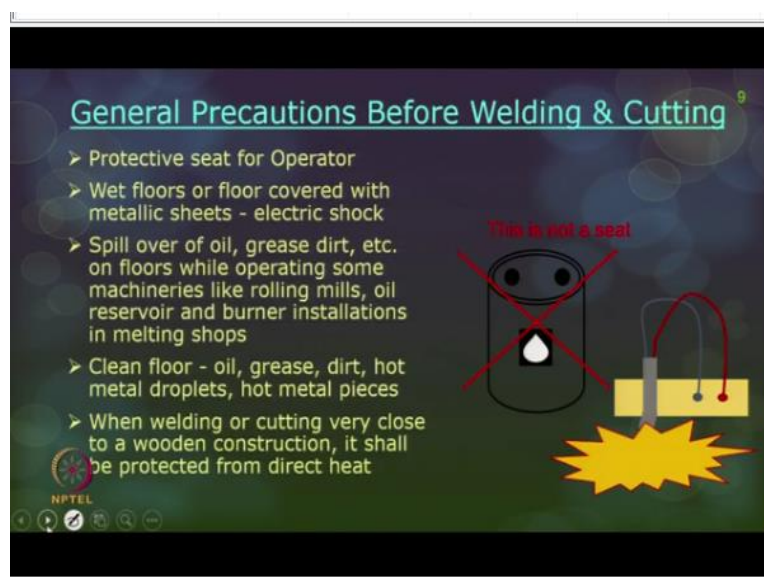 General Precautions Before Welding & Cutting
9
➤ Protective seat for Operator
➤ Wet floors or floor covered with
metallic sheets - electric shock
➤ Spill over of oil, grease dirt, etc.
on floors while operating some
machineries like rolling mills, oil
reservoir and burner installations
in melting shops
➤ Clean floor - oil, grease, dirt, hot
metal droplets, hot metal pieces
➤ When welding or cutting very close
to a wooden construction, it shall
be protected from direct heat
This is not a seat
NPTEL